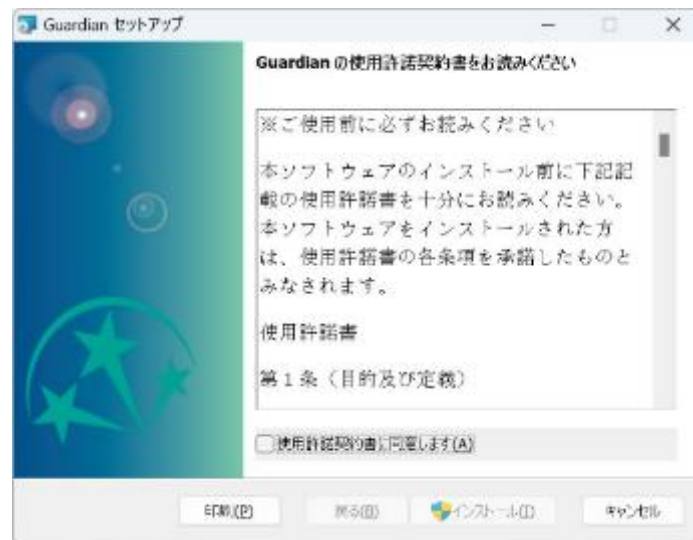 Guardian セットアップ
Guardian の使用許諾契約書をお読みください
※ご使用前に必ずお読みください
本ソフトウェアのインストール前に下記記
載の使用許諾書を十分にお読みください。
本ソフトウェアをインストールされた方
は、使用許諾書の各条項を承諾したものと
みなされます。
使用許諾書
第1条（目的及び定義）
使用許諾契約書に同意します(A)
印刷(P)
戻る(B)
インストール(I)
キャンセル